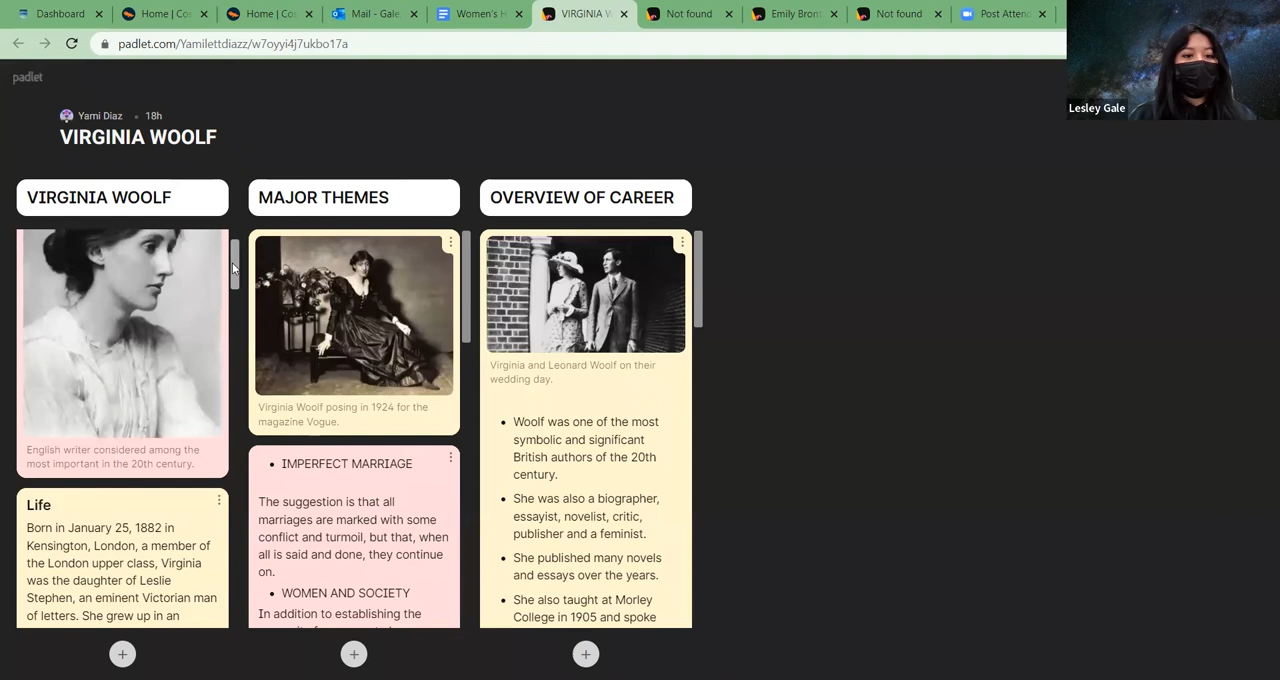 Dashboard
Home | Cos
Home | Cos
Mail - Gale,
Women's H
VIRGINIA W
Not found
Emily Bront
Not found
Post Attend
padlet.com/Yamilettdiazz/w7oyyi4j7ukbo17a
Lesley Gale
padlet
Yami Diaz • 18h
VIRGINIA WOOLF
VIRGINIA WOOLF
English writer considered among the
most important in the 20th century.
Life
Born in January 25, 1882 in
Kensington, London, a member of
the London upper class, Virginia
was the daughter of Leslie
Stephen, an eminent Victorian man
of letters. She grew up in an
MAJOR THEMES
Virginia Woolf posing in 1924 for the
magazine Vogue.
• IMPERFECT MARRIAGE
The suggestion is that all
marriages are marked with some
conflict and turmoil, but that, when
all is said and done, they continue
on.
• WOMEN AND SOCIETY
In addition to establishing the
OVERVIEW OF CAREER
Virginia and Leonard Woolf on their
wedding day.
• Woolf was one of the most
symbolic and significant
British authors of the 20th
century.
• She was also a biographer,
essayist, novelist, critic,
publisher and a feminist.
• She published many novels
and essays over the years.
• She also taught at Morley
College in 1905 and spoke